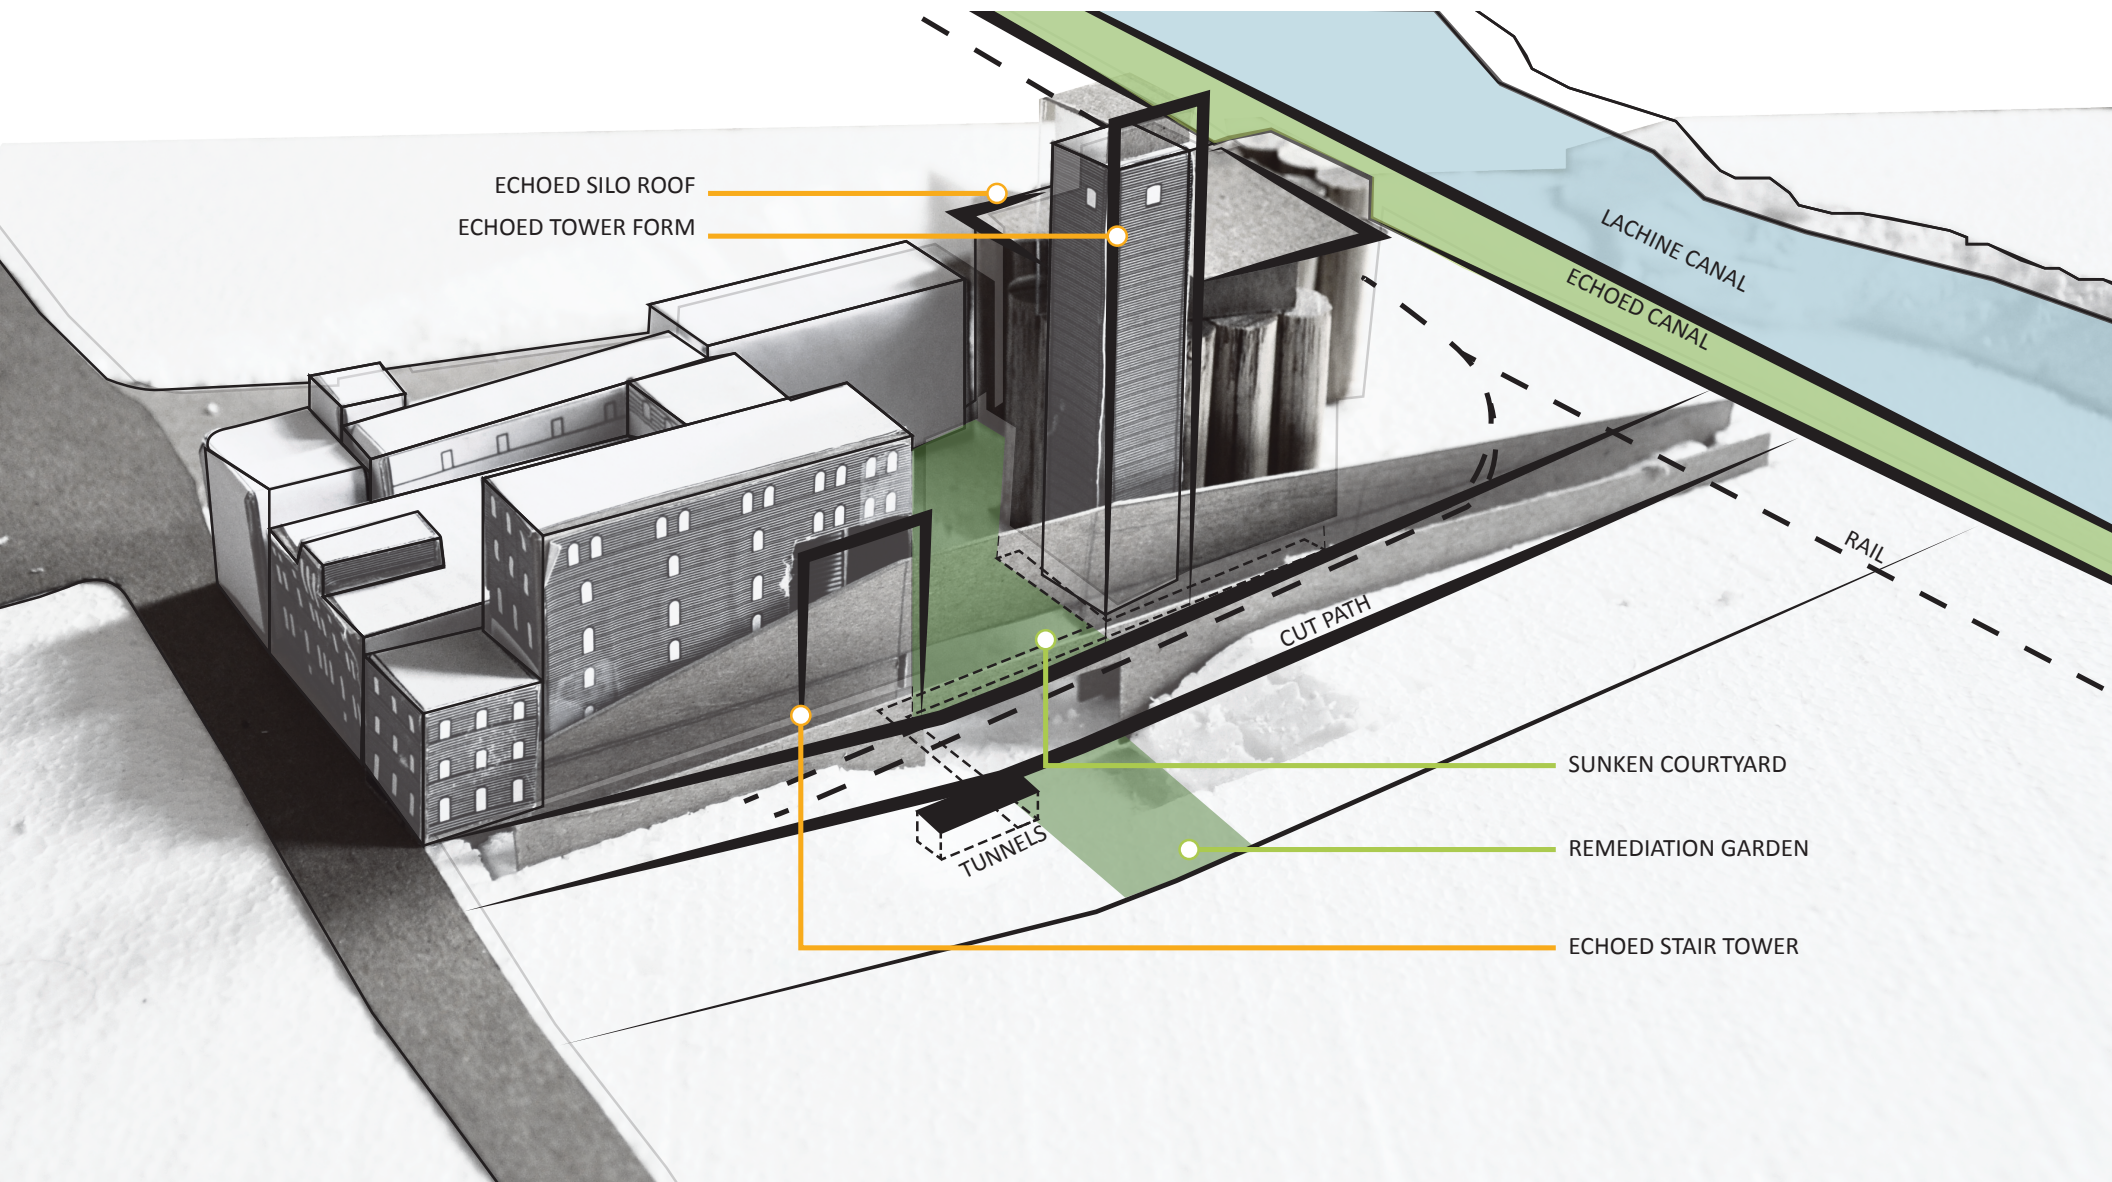 ECHOED SILO ROOF
ECHOED TOWER FORM
LACHINE CANAL
ECHOED CANAL
RAIL
CUT PATH
SUNKEN COURTYARD
TUNNELS
REMEDIATION GARDEN
ECHOED STAIR TOWER